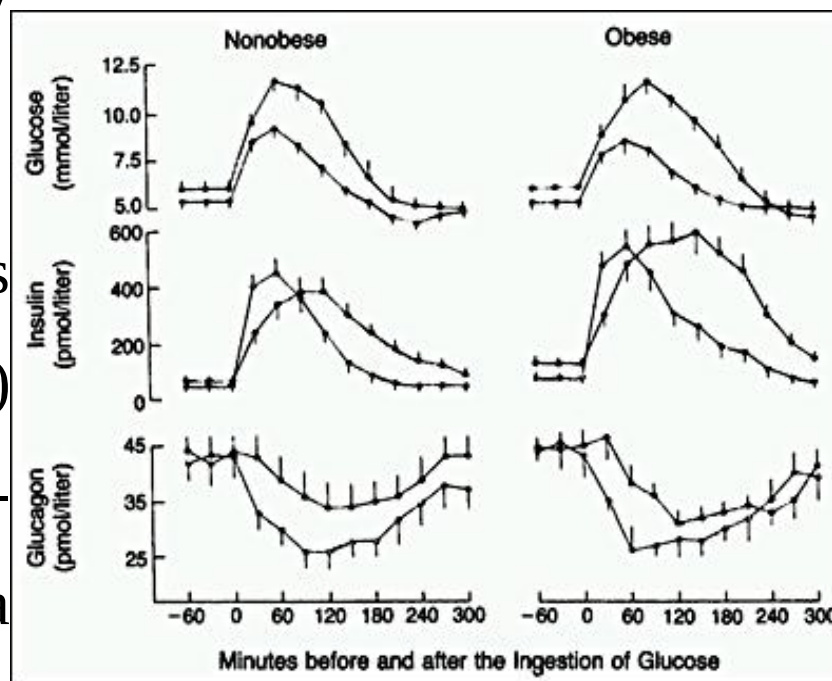 Nonobese Obese
Glucose
(mmol/liter)
12.5
10.0
7.5
5.0
Insulin
(pmol/liter)
600
400
200
0
Glucagon
(pmol/liter)
45
35
25
-60 0 60 120 180 240 300 -60 0 60 120 180 240 300
Minutes before and after the Ingestion of Glucose
s
)
a